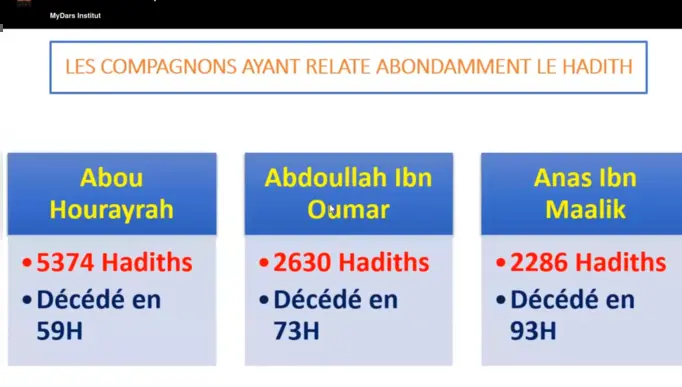 MyDars Institut
LES COMPAGNONS AYANT RELATE ABONDAMMENT LE HADITH
Abou
Hourayrah
•5374 Hadiths
•Décédé en
59H
Abdoullah Ibn
Oumar
•2630 Hadiths
•Décédé en
73H
Anas Ibn
Maalik
•2286 Hadiths
•Décédé en
93H